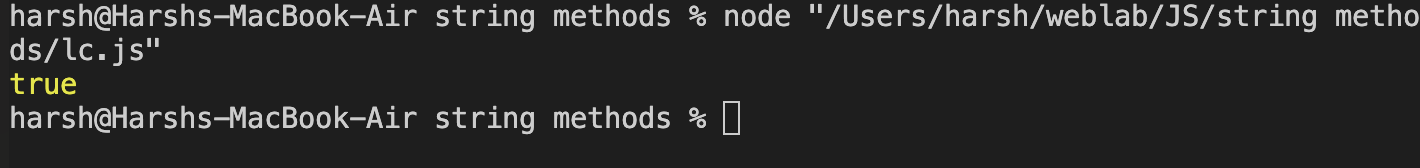 harsh@Harshs-MacBook-Air string methods % node "/Users/harsh/weblab/JS/string metho
ds/lc.js"
true
harsh@Harshs-MacBook-Air string methods %